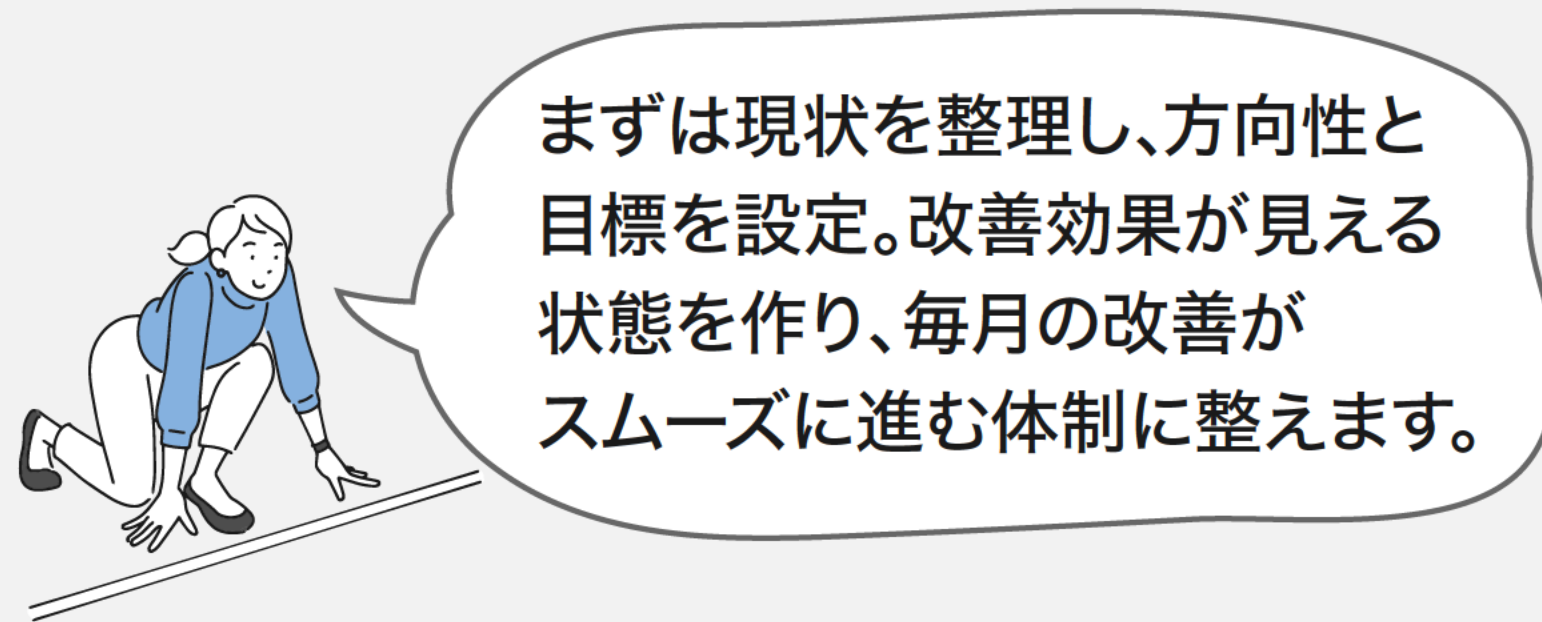 まずは現状を整理し、方向性と
目標を設定。改善効果が見える
状態を作り、毎月の改善が
スムーズに進む体制に整えます。